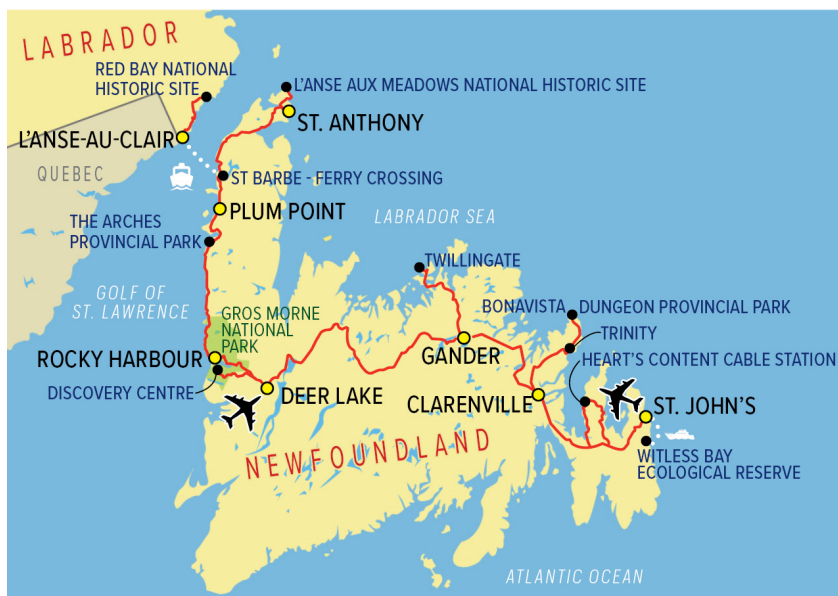 LABRADOR
RED BAY NATIONAL
HISTORIC SITE
L'ANSE AUX MEADOWS NATIONAL HISTORIC SITE
ST. ANTHONY
L'ANSE-AU-CLAIR
QUEBEC
ST BARBE - FERRY CROSSING
PLUM POINT
LABRADOR SEA
THE ARCHES
PROVINCIAL PARK
TWILLINGATE
GOLF OF
ST. LAWRENCE
GROS MORNE
NATIONAL
PARK
BONAVISTA
DUNGEON PROVINCIAL PARK
TRINITY
ROCKY HARBOUR
GANDER
HEART'S CONTENT CABLE STATION
DISCOVERY CENTRE
DEER LAKE
CLARENVILLE
ST. JOHN'S
NEWFOUNDLAND
WITLESS BAY
ECOLOGICAL RESERVE
ATLANTIC OCEAN